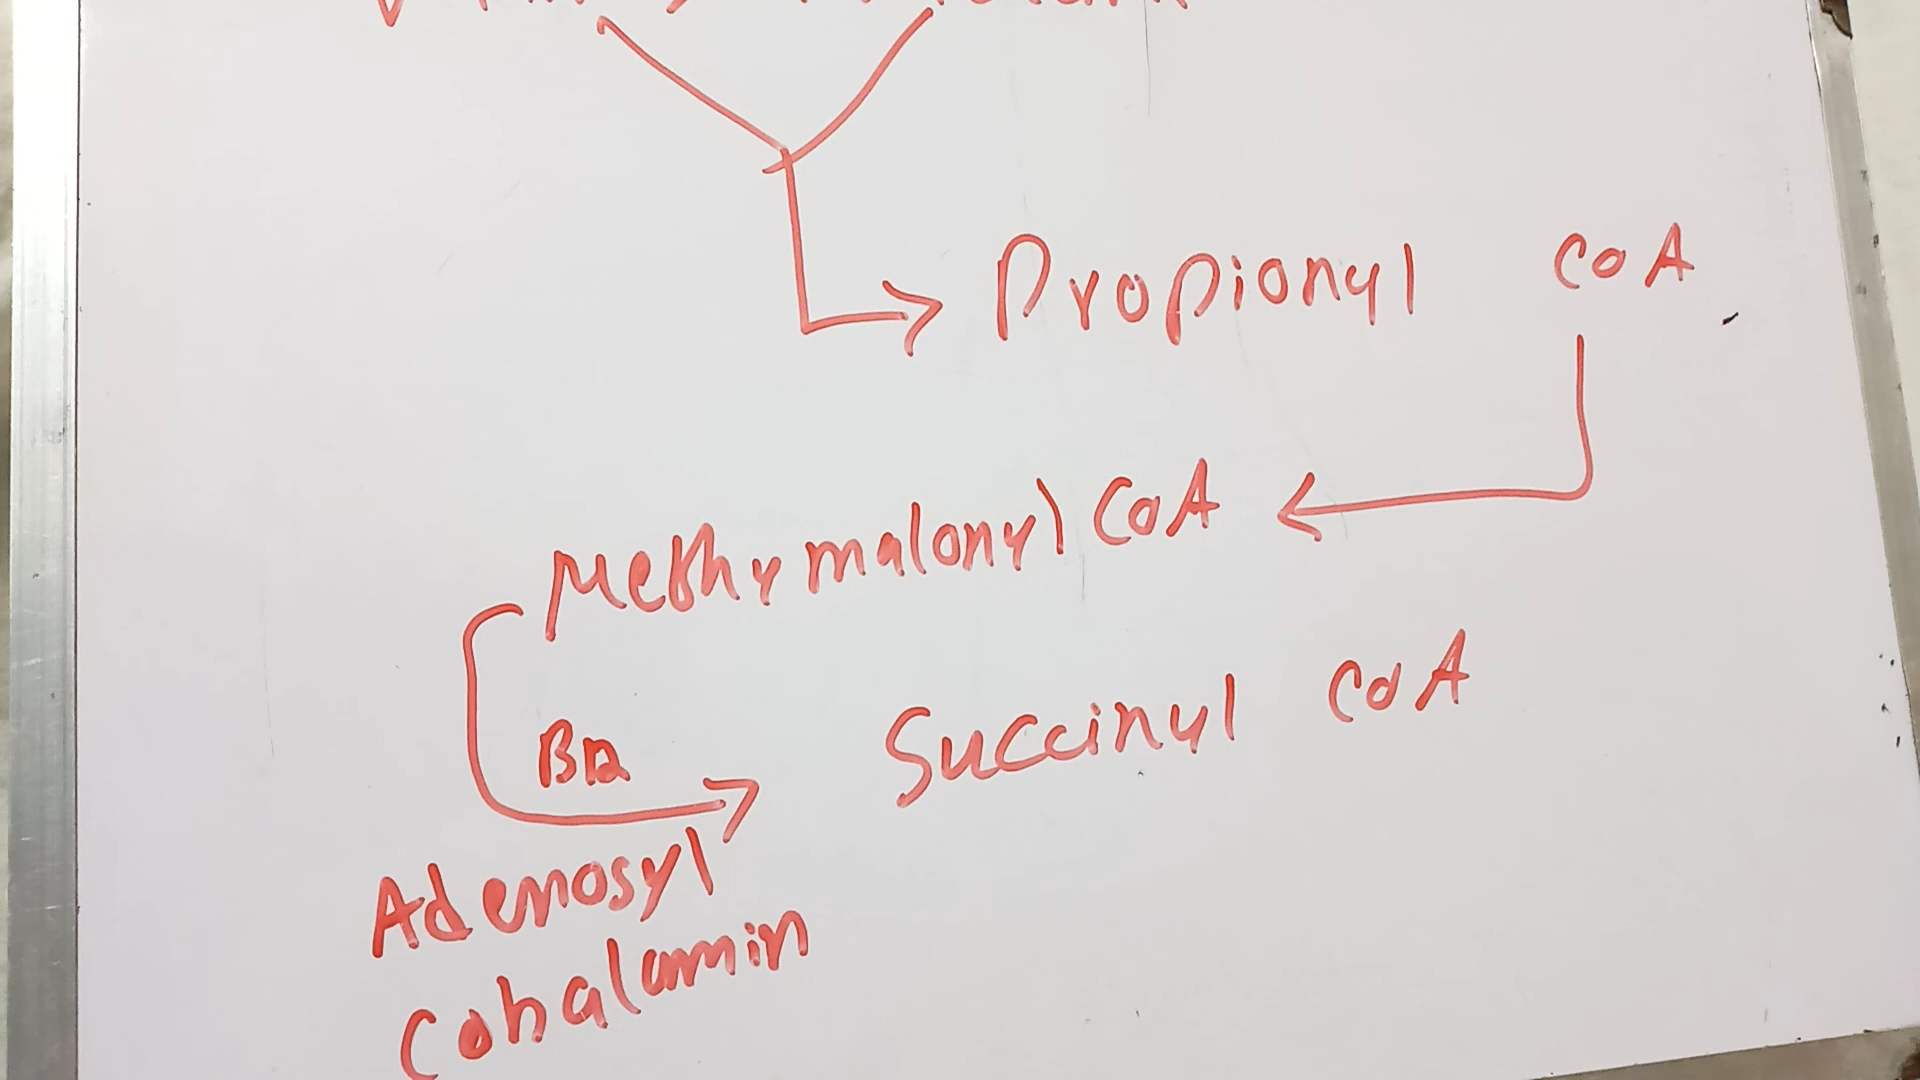 Propionyl CoA
Methymalonyl CoA
Succinyl CoA
B12
Adenosyl
Cobalamin